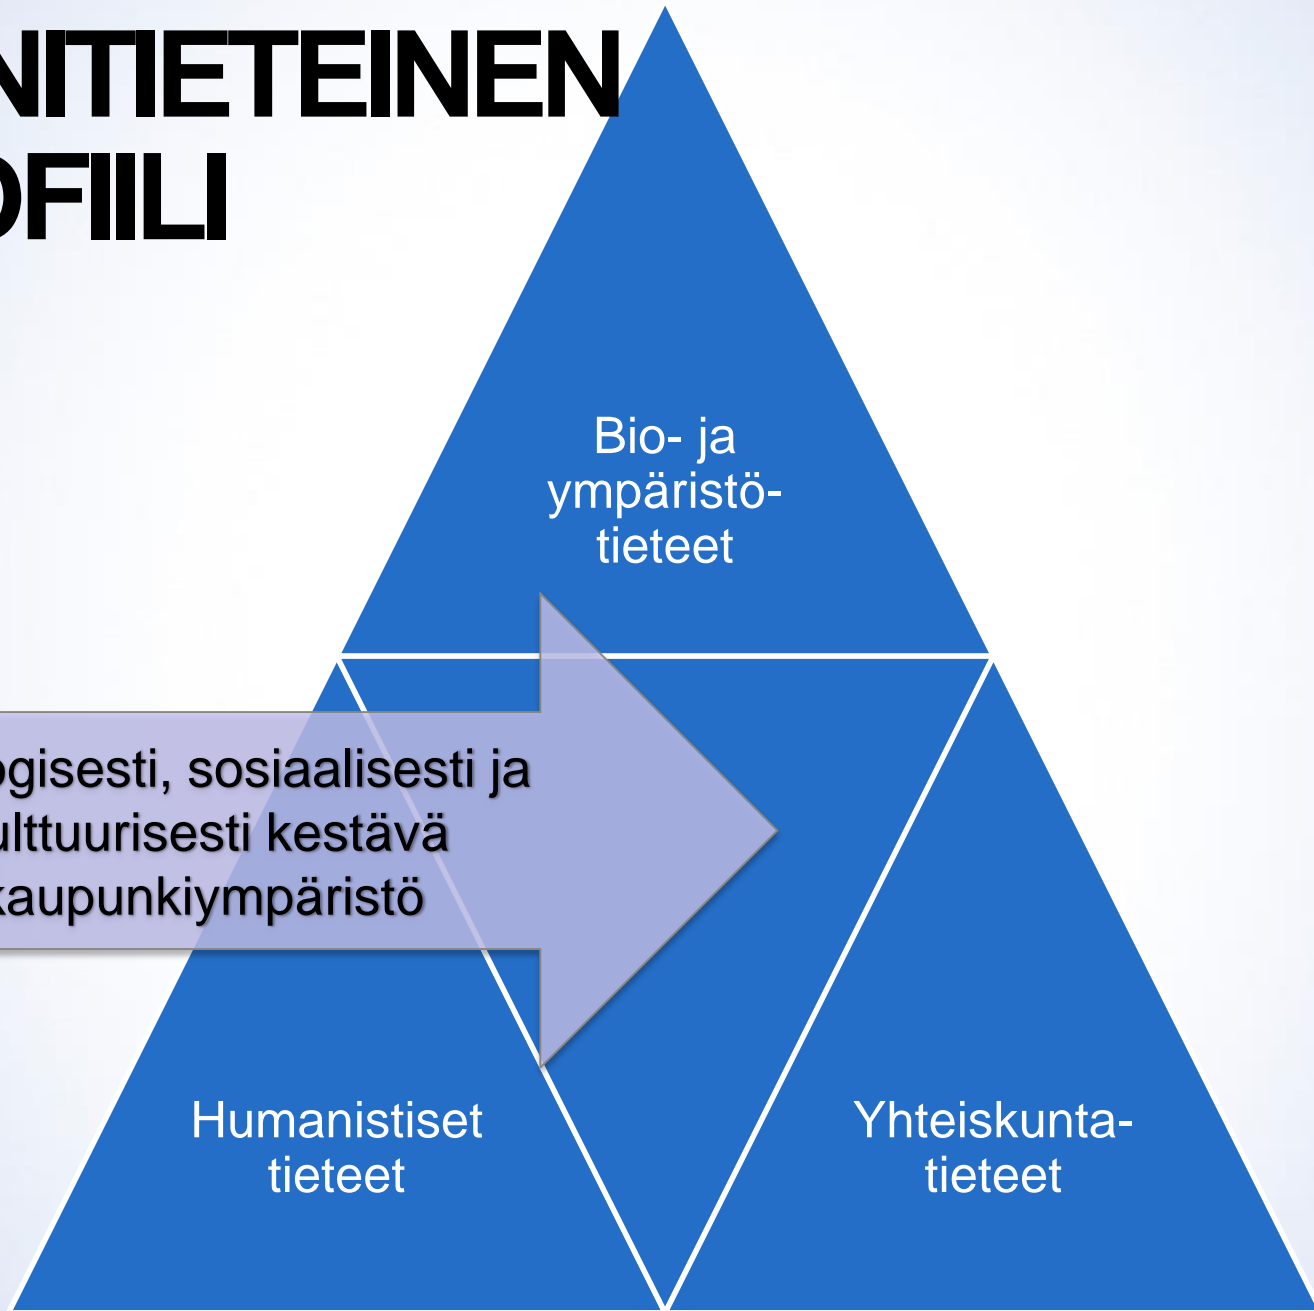 NITIETEINEN
OFIILI
Bio- ja
ympäristö-
tieteet
ogisesti, sosiaalisesti ja
ulttuurisesti kestävä
kaupunkiympäristö
Humanistiset
tieteet
Yhteiskunta-
tieteet